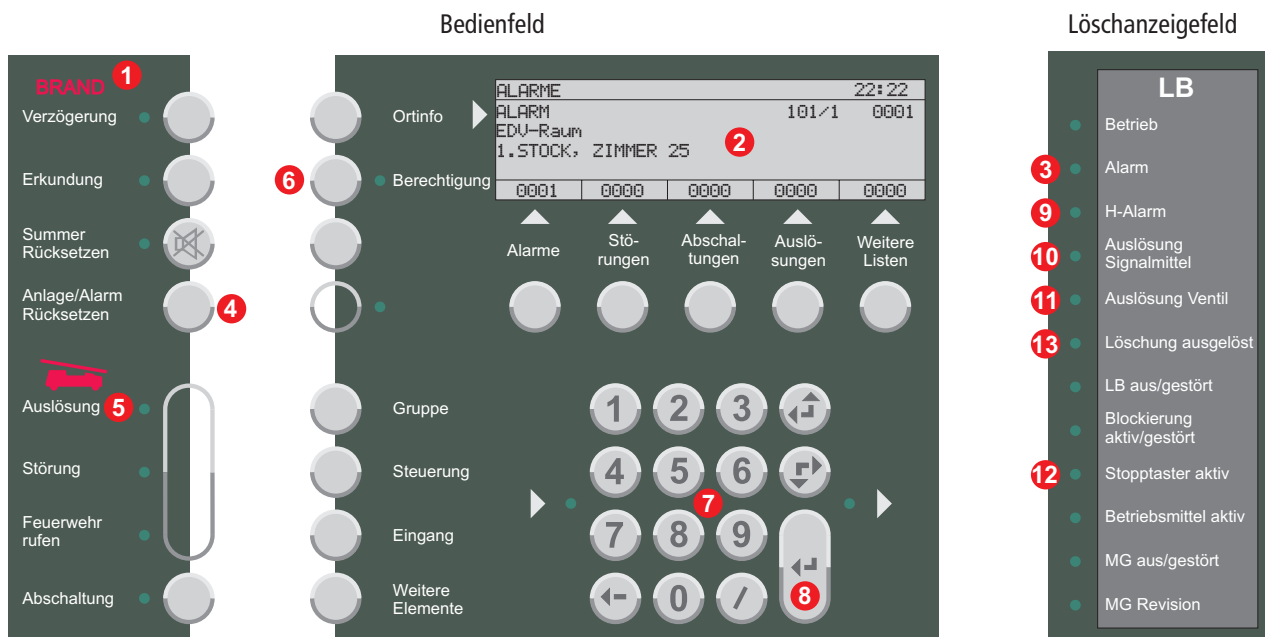 Bedienfeld
Löschanzeigefeld
BRAND
1
Verzögerung
Erkundung
Summer
Rücksetzen
Anlage/Alarm
Rücksetzen
4
Auslösung
5
Störung
Feuerwehr
rufen
Abschaltung
Ortinfo
6
Berechtigung
ALARME 22:22
ALARM 101/1 0001
EDV-Raum
1.STOCK, ZIMMER 25
2
0001 0000 0000 0000 0000
Alarme
Stö-
rungen
Abschal-
tungen
Auslö-
sungen
Weitere
Listen
Gruppe
Steuerung
Eingang
Weitere
Elemente
1 2 3
4 5 6
7
7 8 9
0 /
8
LB
Betrieb
3
Alarm
9
H-Alarm
10
Auslösung
Signalmittel
11
Auslösung Ventil
13
Löschung ausgelöst
LB aus/gestört
Blockierung
aktiv/gestört
12
Stopptaster aktiv
Betriebsmittel aktiv
MG aus/gestört
MG Revision